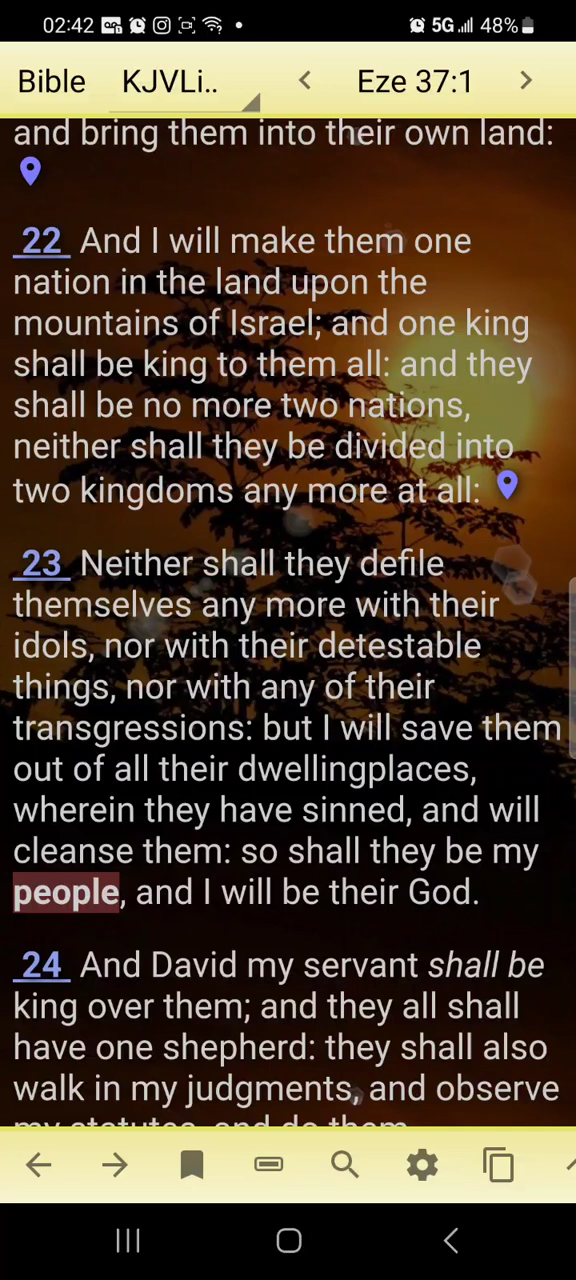 02:42 5G 48%
Bible KJVLi.. < Eze 37:1 >
and bring them into their own land:
22 And I will make them one
nation in the land upon the
mountains of Israel; and one king
shall be king to them all: and they
shall be no more two nations,
neither shall they be divided into
two kingdoms any more at all:
23 Neither shall they defile
themselves any more with their
idols, nor with their detestable
things, nor with any of their
transgressions: but I will save them
out of all their dwellingplaces,
wherein they have sinned, and will
cleanse them: so shall they be my
people, and I will be their God.
24 And David my servant shall be
king over them; and they all shall
have one shepherd: they shall also
walk in my judgments, and observe
my statutes, and do them.